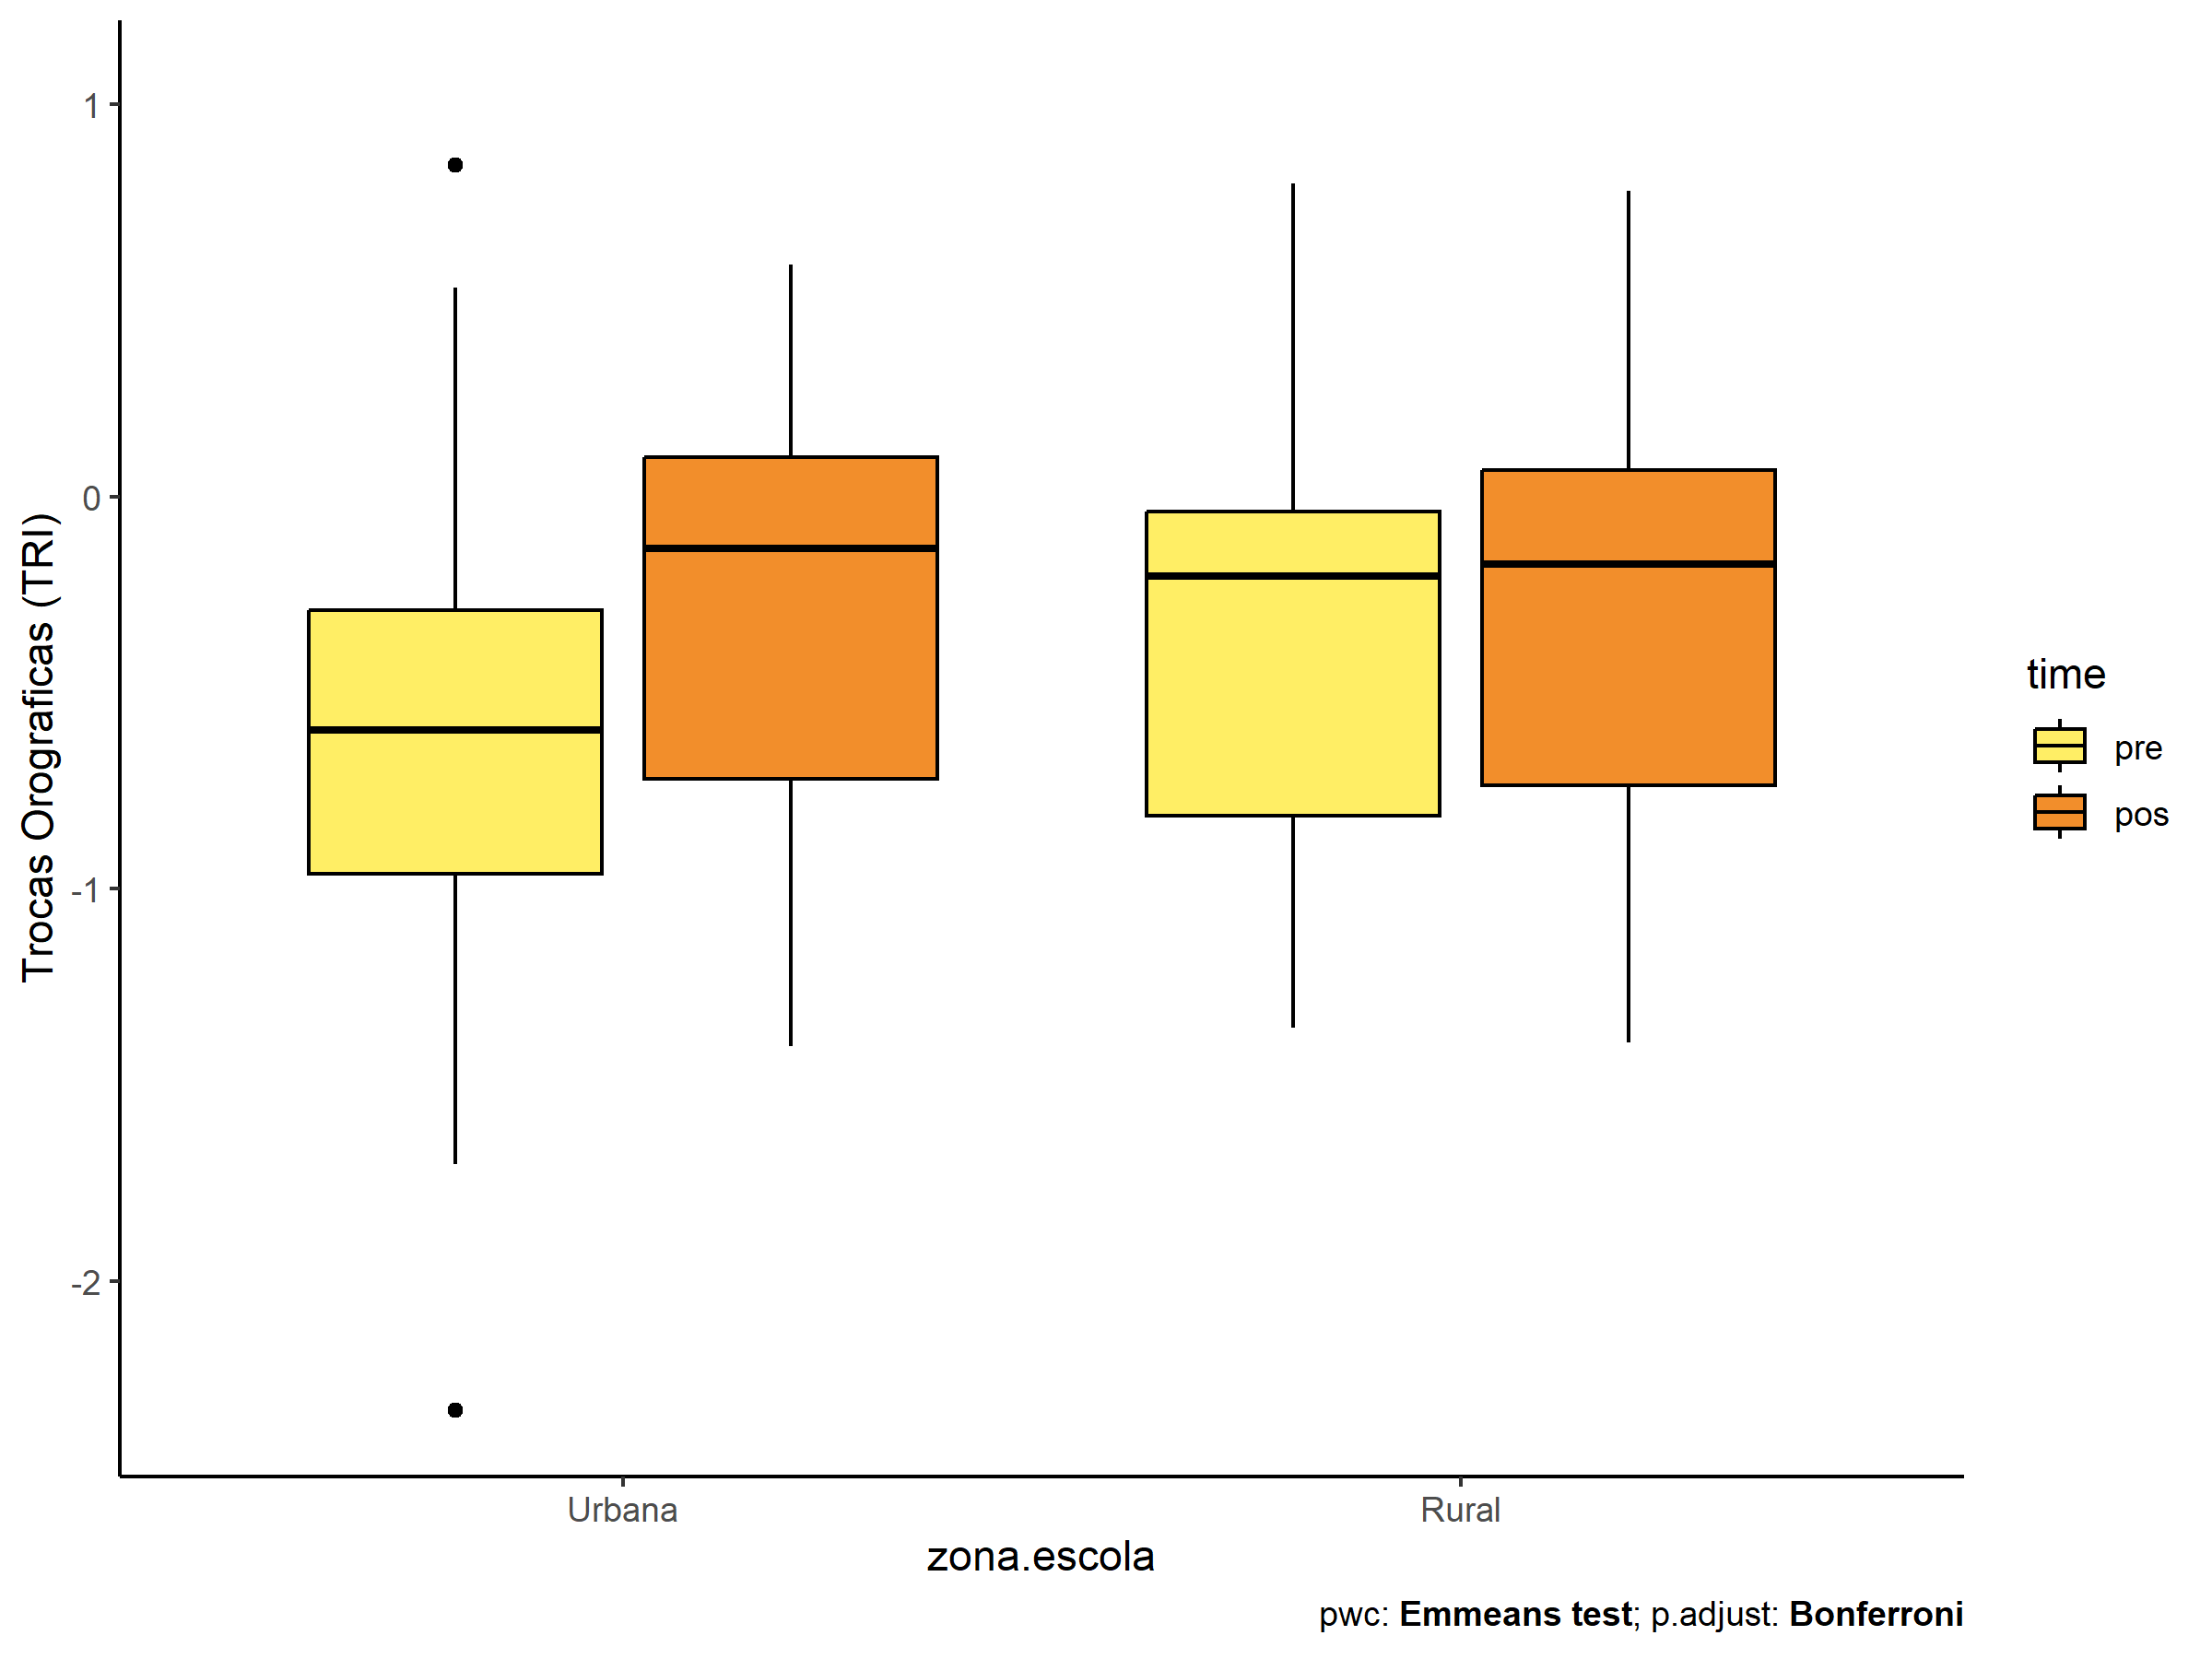 Trocas Orograficas (TRI)
1
0
-1
-2
Urbana
Rural
zona.escola
time
pre
pos
pwc: Emmeans test; p.adjust: Bonferroni